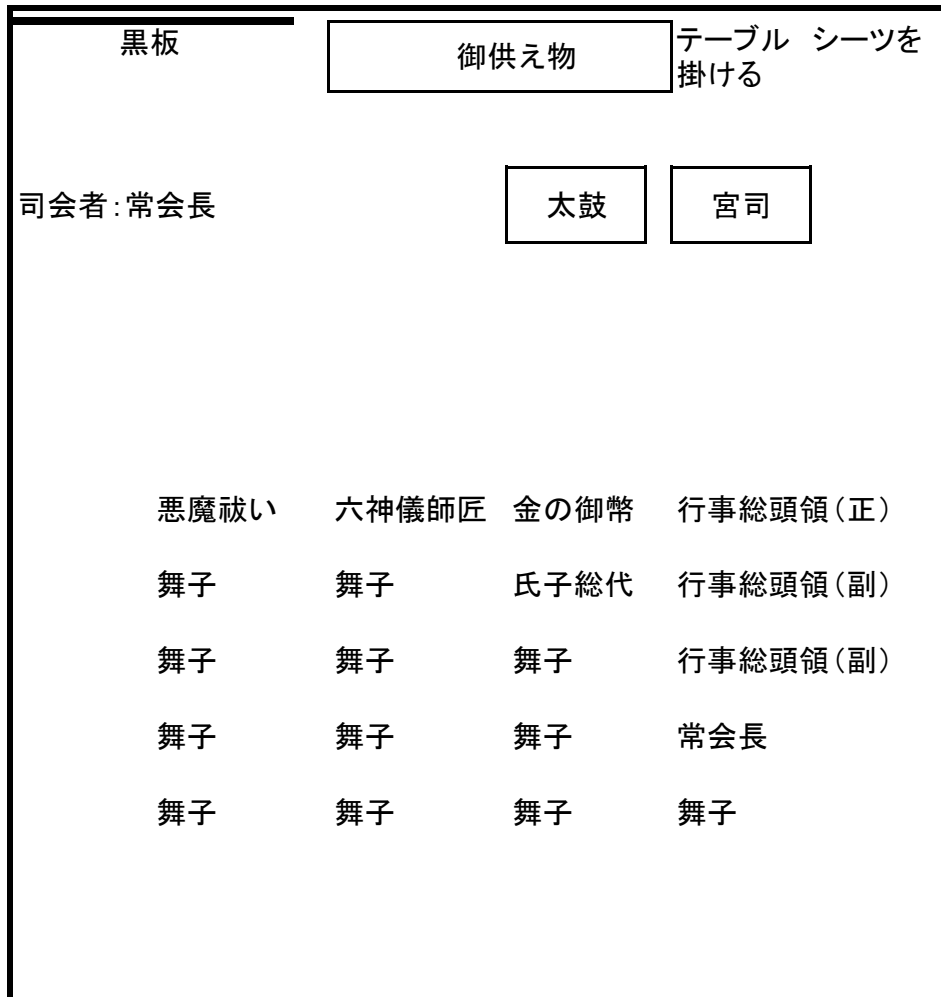 黒板
御供え物
テーブル　シーツを
掛ける
司会者：常会長
太鼓
宮司
悪魔祓い　六神儀師匠　金の御幣　行事総頭領（正）
舞子　舞子　氏子総代　行事総頭領（副）
舞子　舞子　舞子　行事総頭領（副）
舞子　舞子　舞子　常会長
舞子　舞子　舞子　舞子